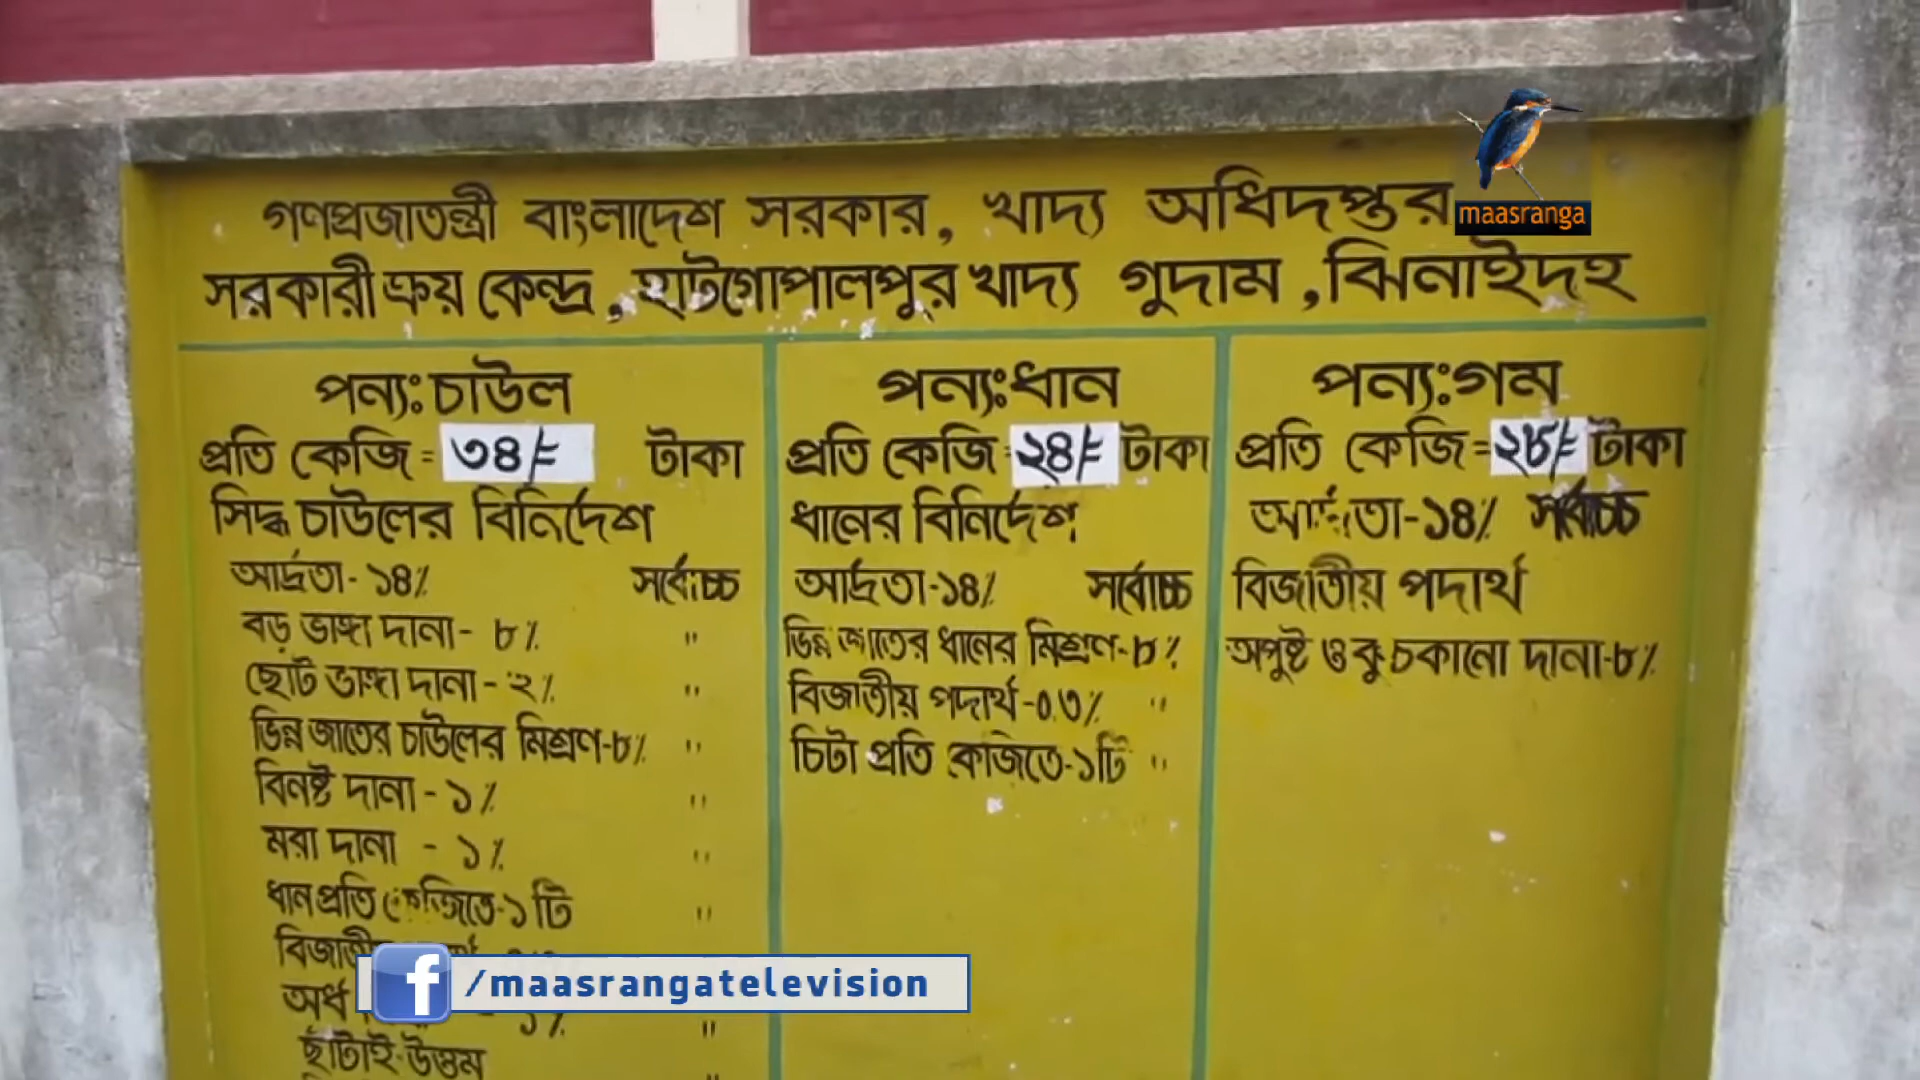 গণপ্রজাতন্ত্রী বাংলাদেশ সরকার, খাদ্য অধিদপ্তর
maasranga
সরকারী ক্রয় কেন্দ্র, হাটগোপালপুর খাদ্য গুদাম, ঝিনাইদহ
পন্যঃ চাউল
প্রতি কেজি = ৩৪/= টাকা
সিদ্ধ চাউলের বিনির্দেশ
আর্দ্রতা- ১৪% সর্বোচ্চ
বড় ভাঙ্গা দানা - ৮% "
ছোট ভাঙ্গা দানা - ২% "
ভিন্ন জাতের চাউলের মিশ্রণ-৮% "
বিনষ্ট দানা - ১% "
মরা দানা - ১% "
ধান প্রতি কেজিতে-১টি "
অর্ধ - ১% "
ছাঁটাই-উত্তম "
পন্যঃধান
প্রতি কেজি = ২৪/= টাকা
ধানের বিনির্দেশ
আর্দ্রতা-১৪% সর্বোচ্চ
ভিন্ন জাতের ধানের মিশ্রণ-৮%
বিজাতীয় পদার্থ-০.৩% "
চিটা প্রতি কেজিতে-১টি "
পন্যঃগম
প্রতি কেজি = ২৮/= টাকা
আর্দ্রতা-১৪% সর্বোচ্চ
বিজাতীয় পদার্থ
অপুষ্ট ও কুচকানো দানা-৮%
f /maasrangatelevision